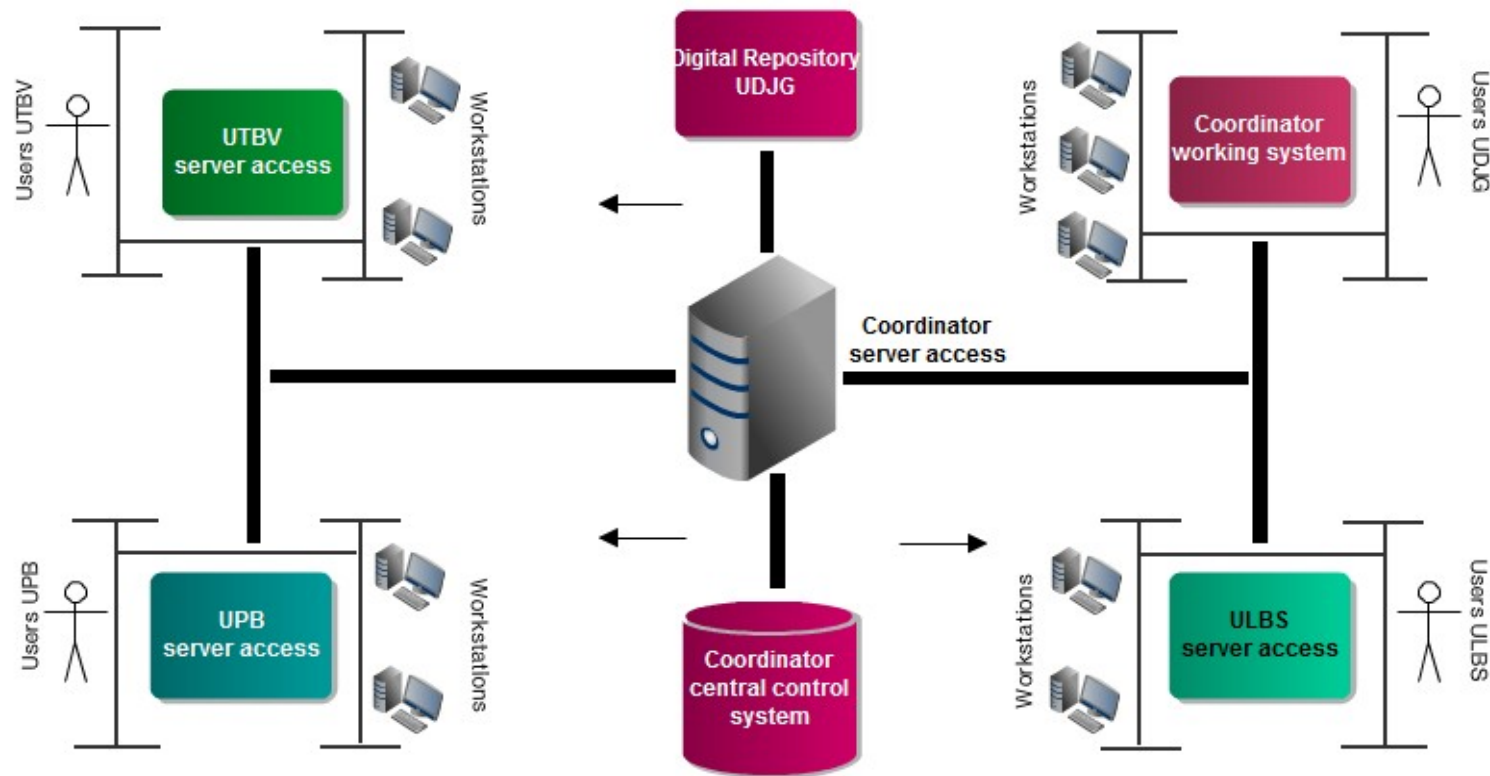 Users UTBV
UTBV
server access
Workstations
Digital Repository
UDJG
Workstations
Coordinator
working system
Users UDJG
Coordinator
server access
Users UPB
UPB
server access
Workstations
Coordinator
central control
system
Workstations
ULBS
server access
Users ULBS